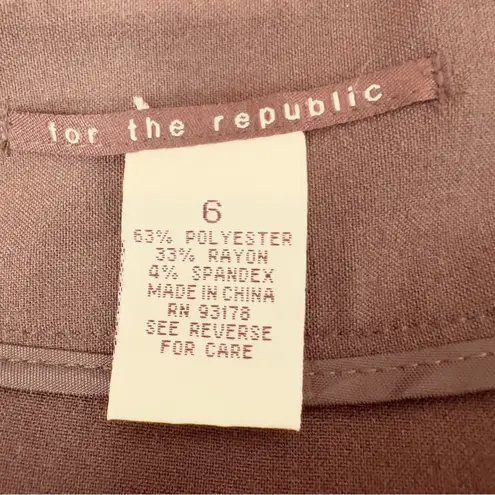 for the republic
6
63% POLYESTER
33% RAYON
4% SPANDEX
MADE IN CHINA
RN 93178
SEE REVERSE
FOR CARE